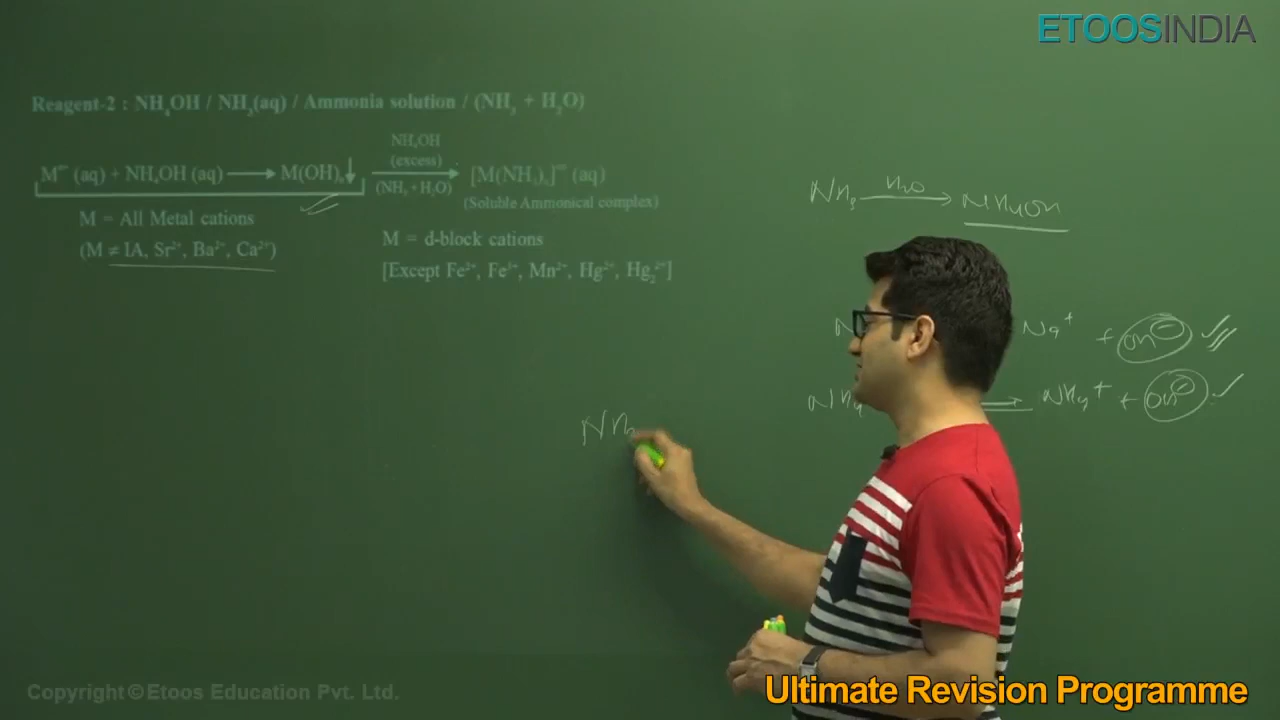 ETOOSINDIA
Reagent-2 : NH₄OH / NH₃(aq) / Ammonia solution / (NH₃ + H₂O)
Mⁿ⁺ (aq) + NH₄OH (aq) ⟶ M(OH)ₙ↓ NH₄OH (excess) (NH₃ + H₂O) ⟶ [M(NH₃)ₙ]ⁿ⁺ (aq)
(Soluble Ammonical complex)
M = All Metal cations
(M ≠ IA, Sr²⁺, Ba²⁺, Ca²⁺)
M = d-block cations
[Except Fe²⁺, Fe³⁺, Mn²⁺, Hg²⁺, Hg₂²⁺]
NH₃ H₂O ⟶ NH₄OH
Na⁺ + OH⁻
NH₄ ⟶ NH₄⁺ + OH⁻
Copyright © Etoos Education Pvt. Ltd.
Ultimate Revision Programme